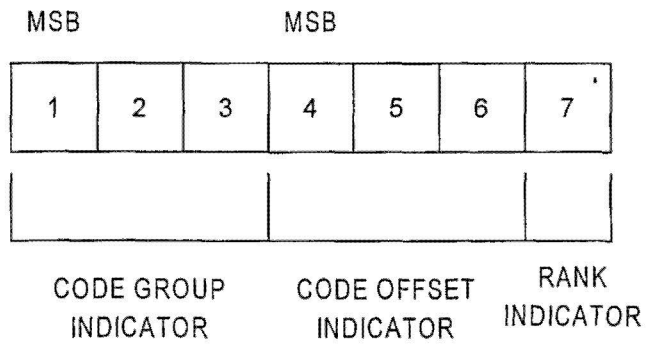 MSB MSB
1 2 3 4 5 6 7
CODE GROUP INDICATOR
CODE OFFSET INDICATOR
RANK INDICATOR